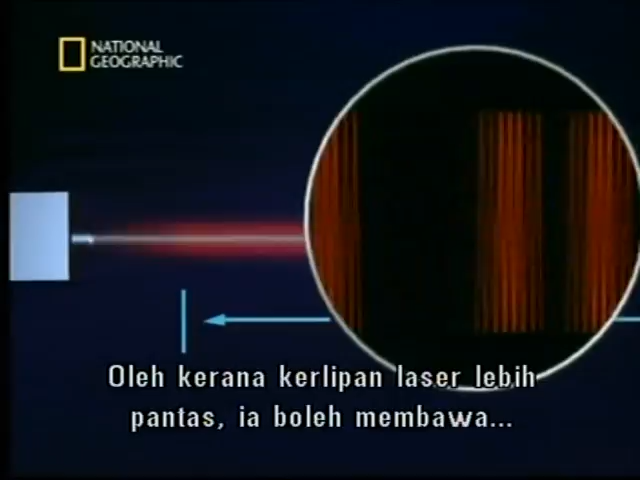 NATIONAL
GEOGRAPHIC
Oleh kerana kerlipan laser lebih
pantas, ia boleh membawa...